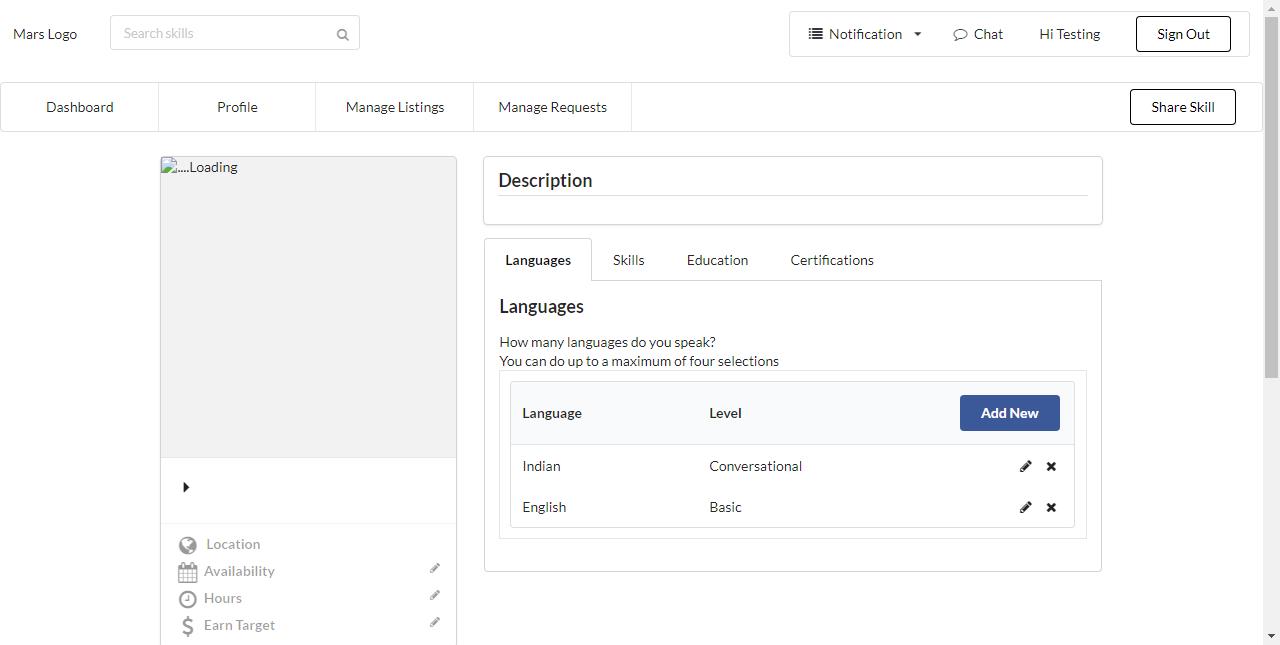 Mars Logo
Search skills
Notification
Chat
Hi Testing
Sign Out
Dashboard
Profile
Manage Listings
Manage Requests
Share Skill
....Loading
Location
Availability
Hours
Earn Target
Description
Languages
Skills
Education
Certifications
Languages
How many languages do you speak?
You can do up to a maximum of four selections
Language
Level
Add New
Indian
Conversational
English
Basic